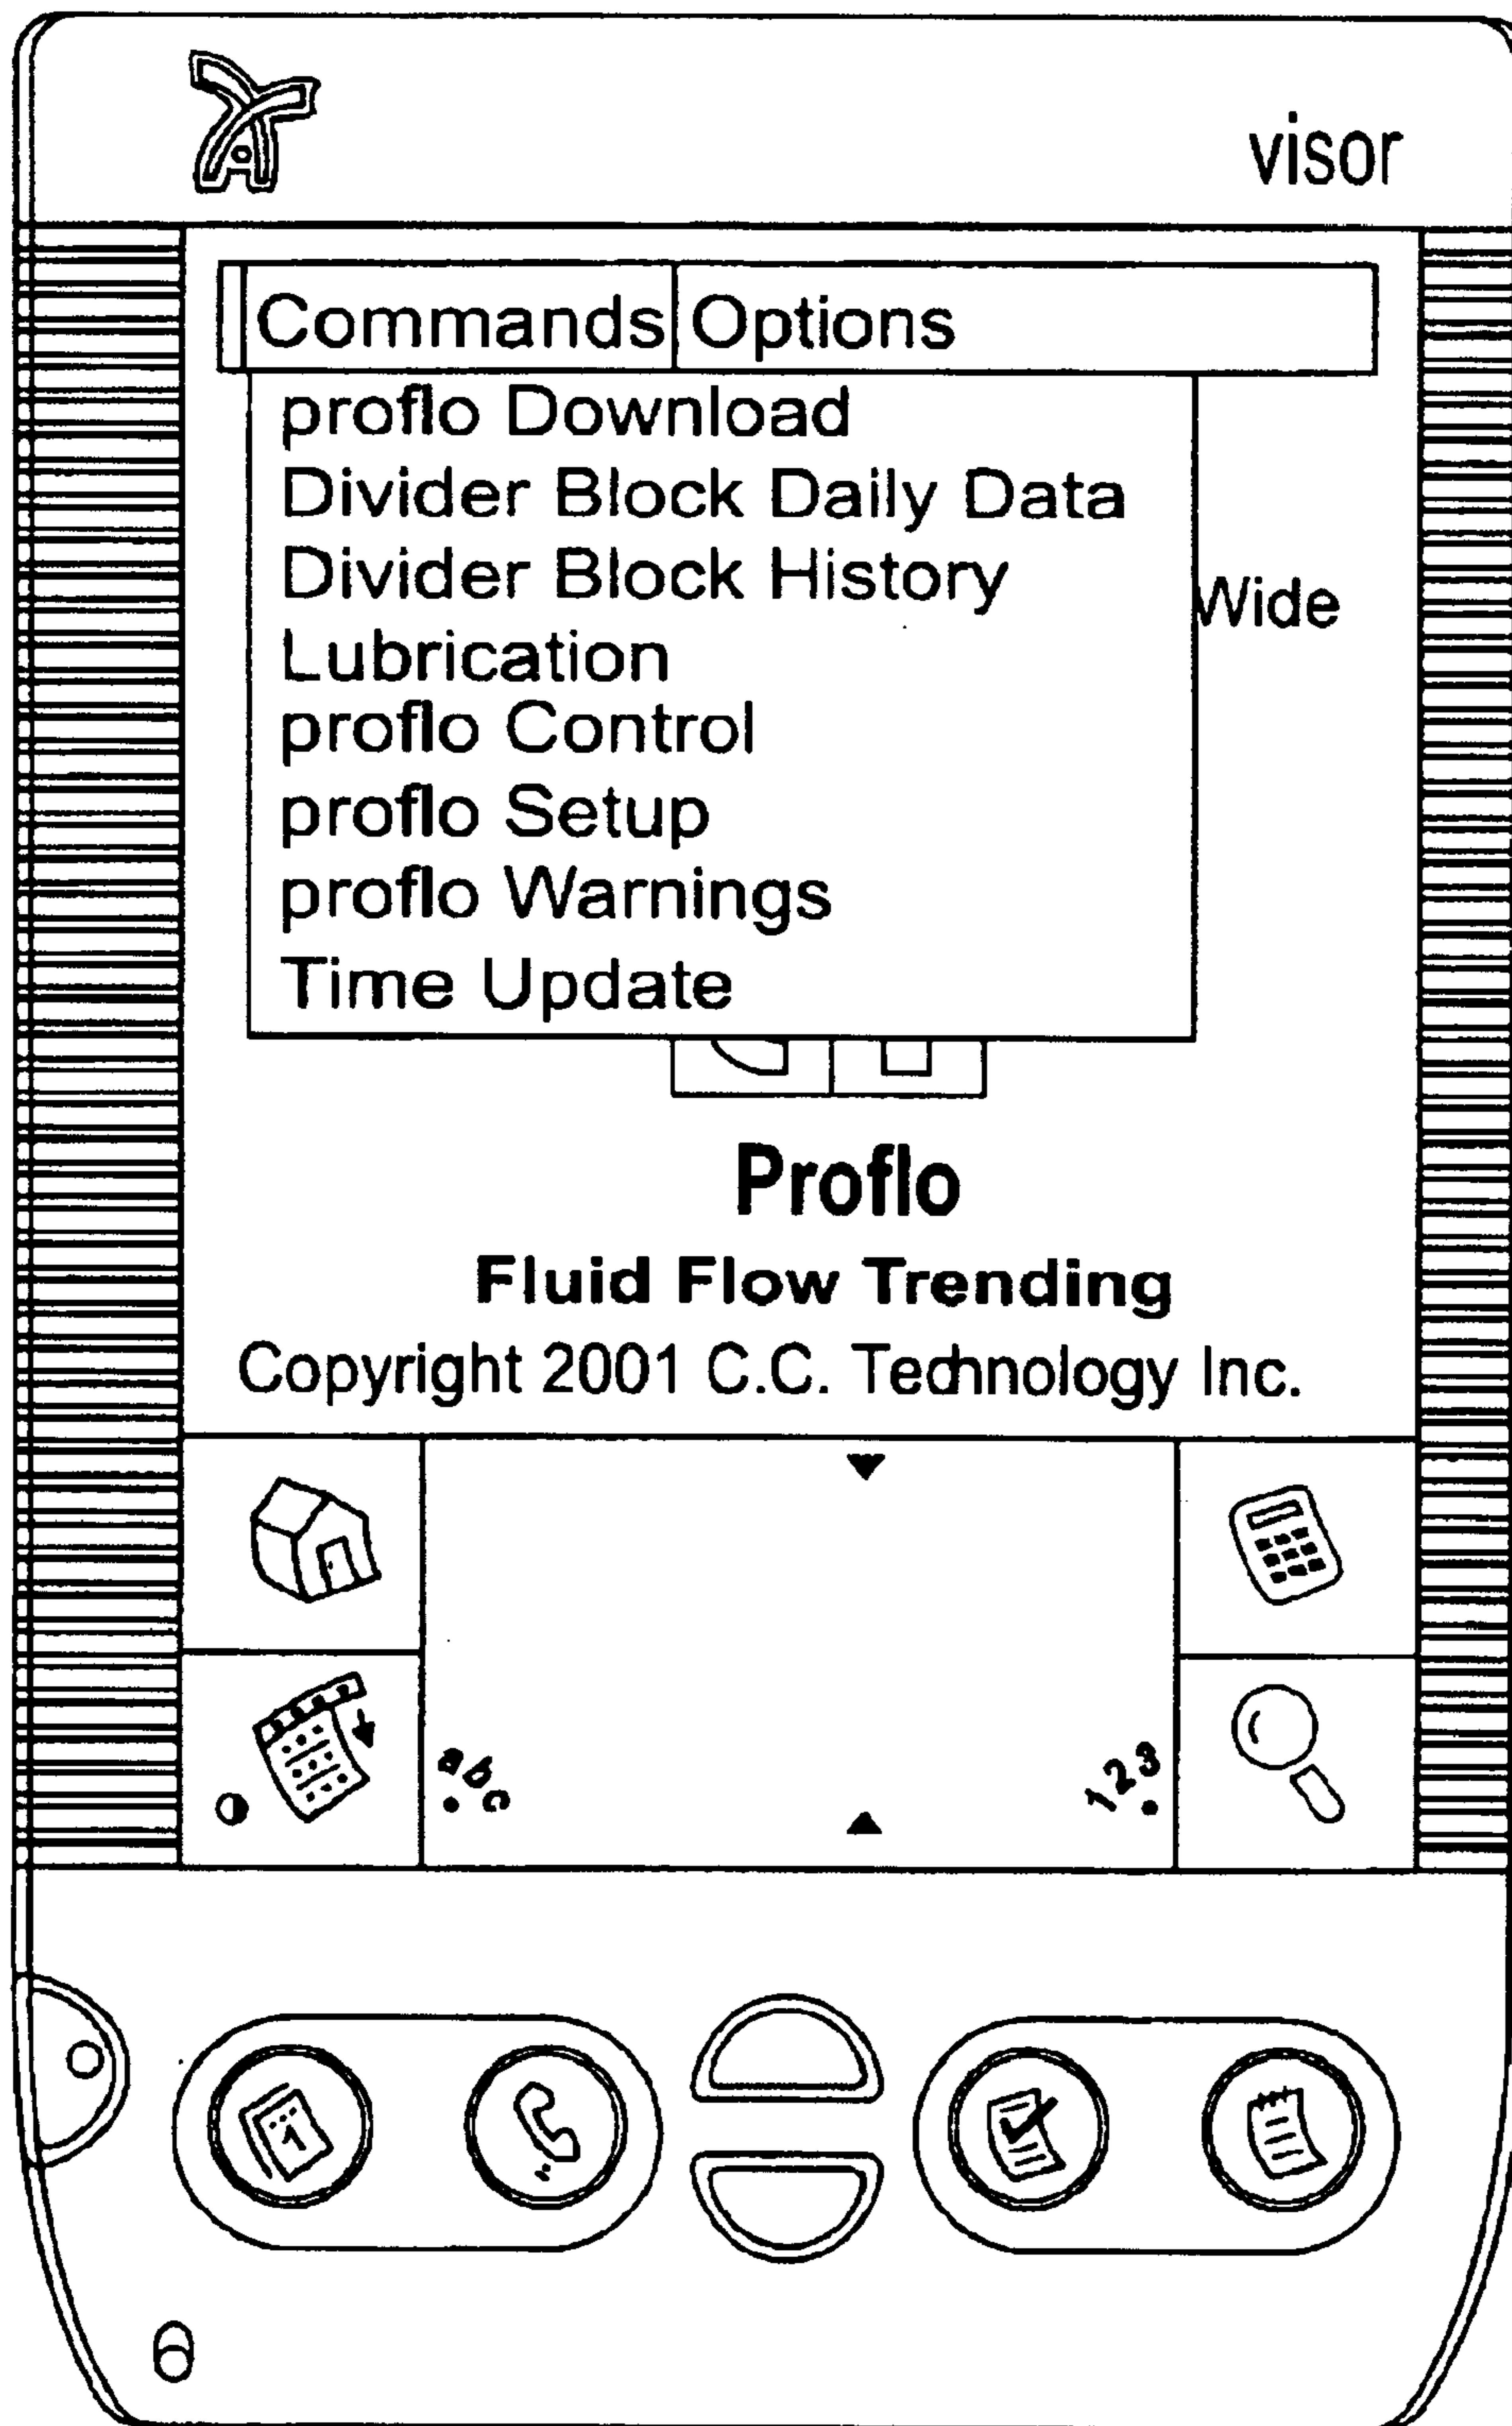 visor
Commands Options
proflo Download
Divider Block Daily Data
Divider Block History
Wide
Lubrication
proflo Control
proflo Setup
proflo Warnings
Time Update
Proflo
Fluid Flow Trending
Copyright 2001 C.C. Technology Inc.
abc
123
1